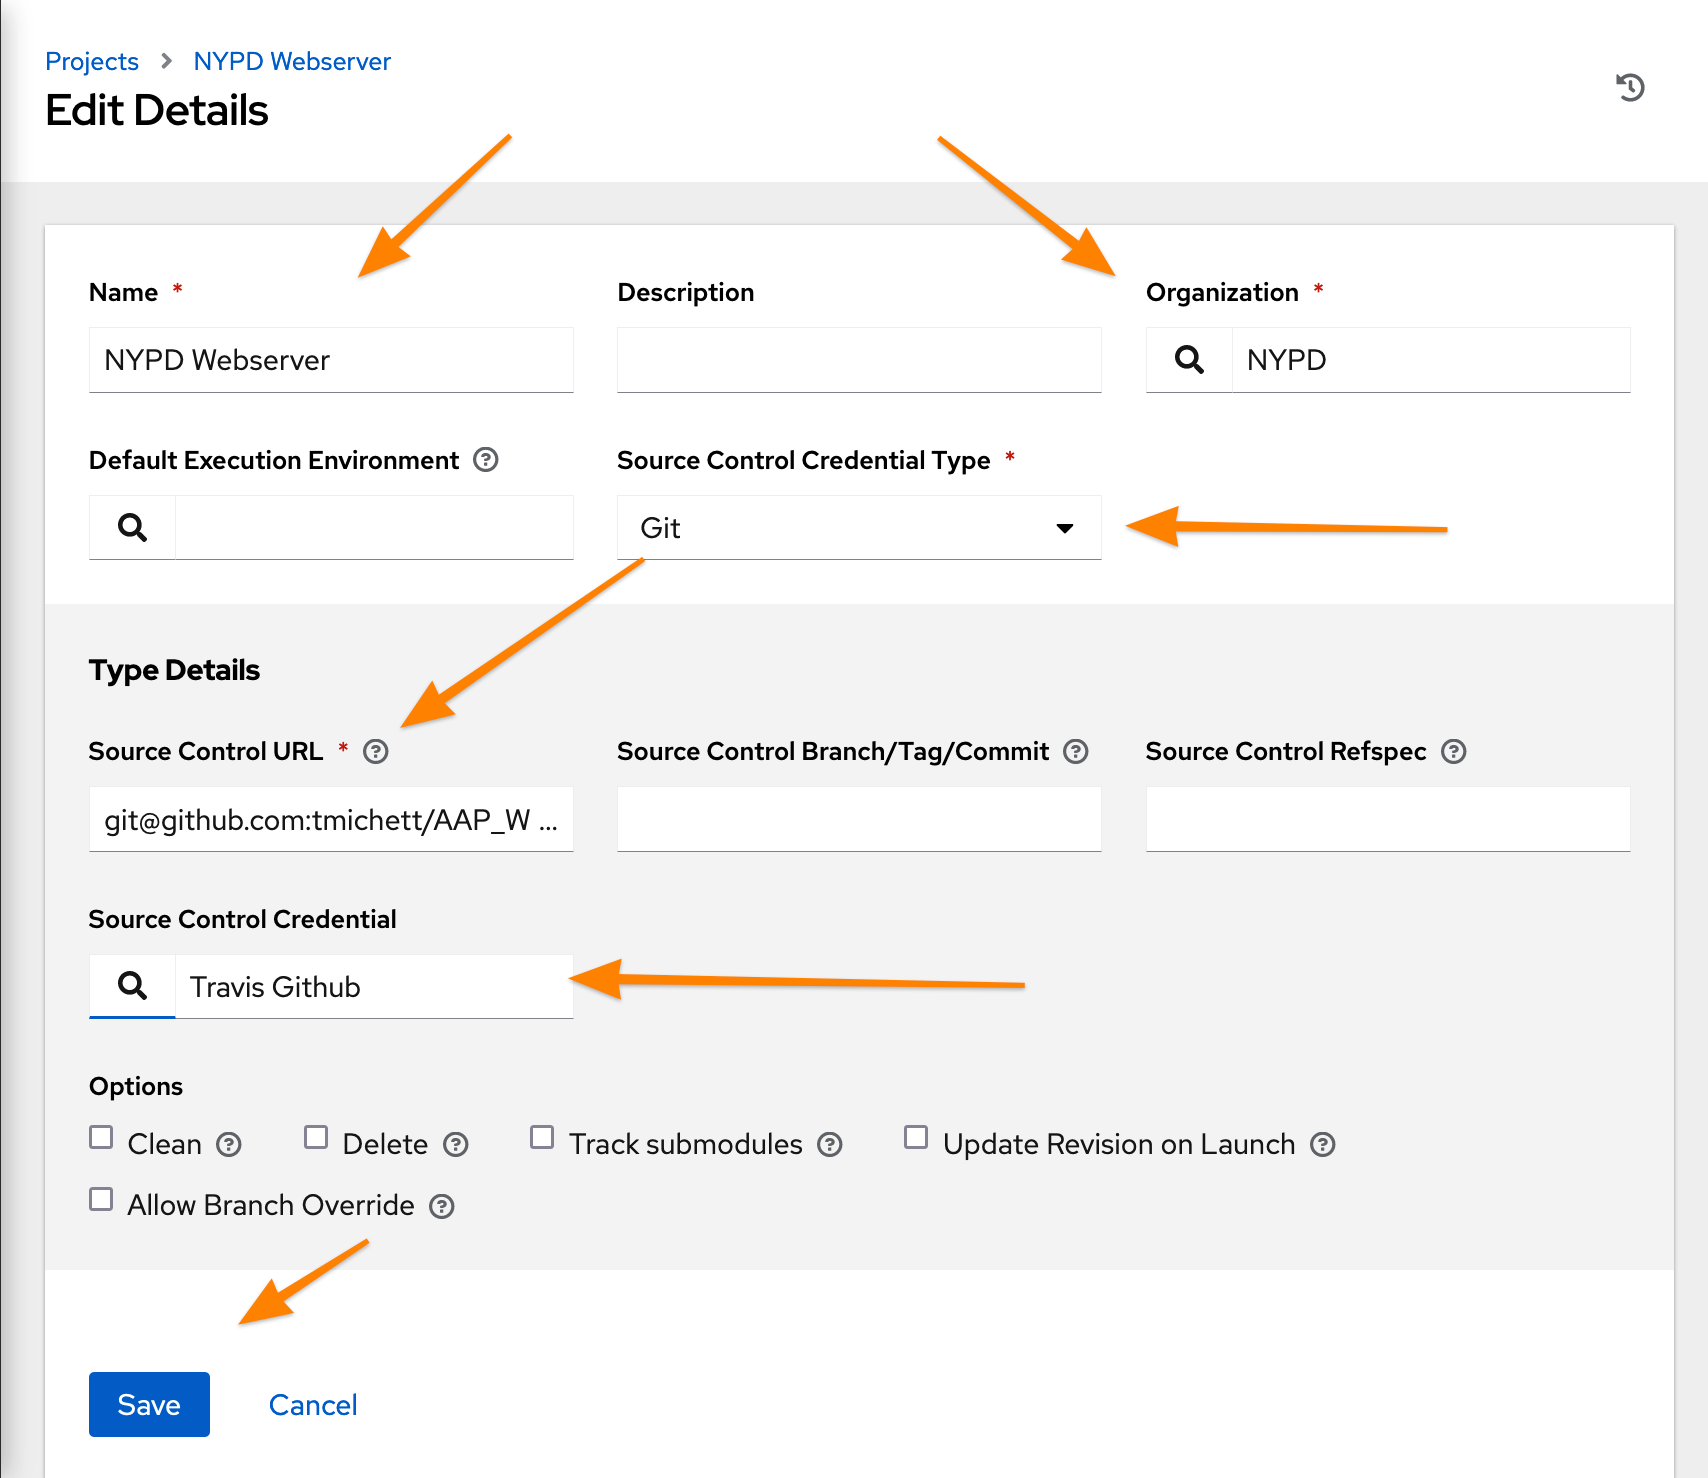 Projects > NYPD Webserver
Edit Details
Name * Description Organization *
NYPD Webserver NYPD
Default Execution Environment Source Control Credential Type *
Git
Type Details
Source Control URL * Source Control Branch/Tag/Commit Source Control Refspec
git@github.com:tmichett/AAP_W ...
Source Control Credential
Travis Github
Options
Clean Delete Track submodules Update Revision on Launch
Allow Branch Override
Save Cancel